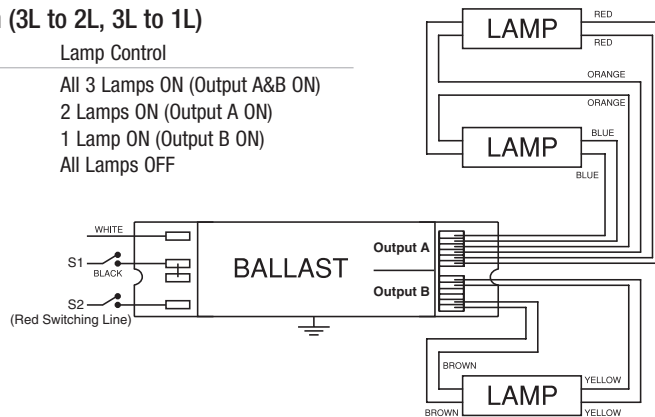 (3L to 2L, 3L to 1L)
Lamp Control
All 3 Lamps ON (Output A&B ON)
2 Lamps ON (Output A ON)
1 Lamp ON (Output B ON)
All Lamps OFF
LAMP
RED
RED
ORANGE
ORANGE
LAMP
BLUE
BLUE
WHITE
S1
BLACK
S2
(Red Switching Line)
BALLAST
Output A
Output B
BROWN
BROWN
LAMP
YELLOW
YELLOW